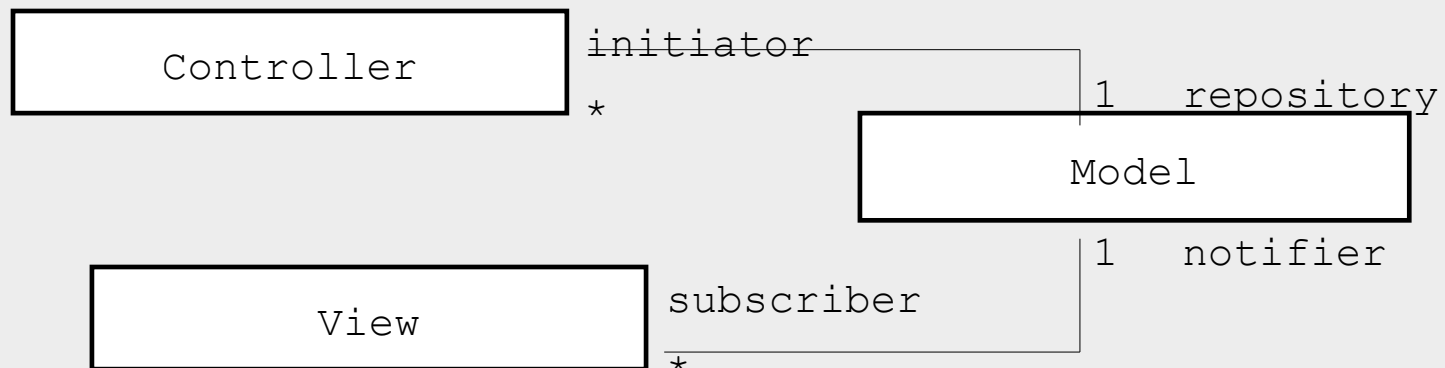 Controller
initiator
*
1 repository
Model
1 notifier
View
subscriber
*